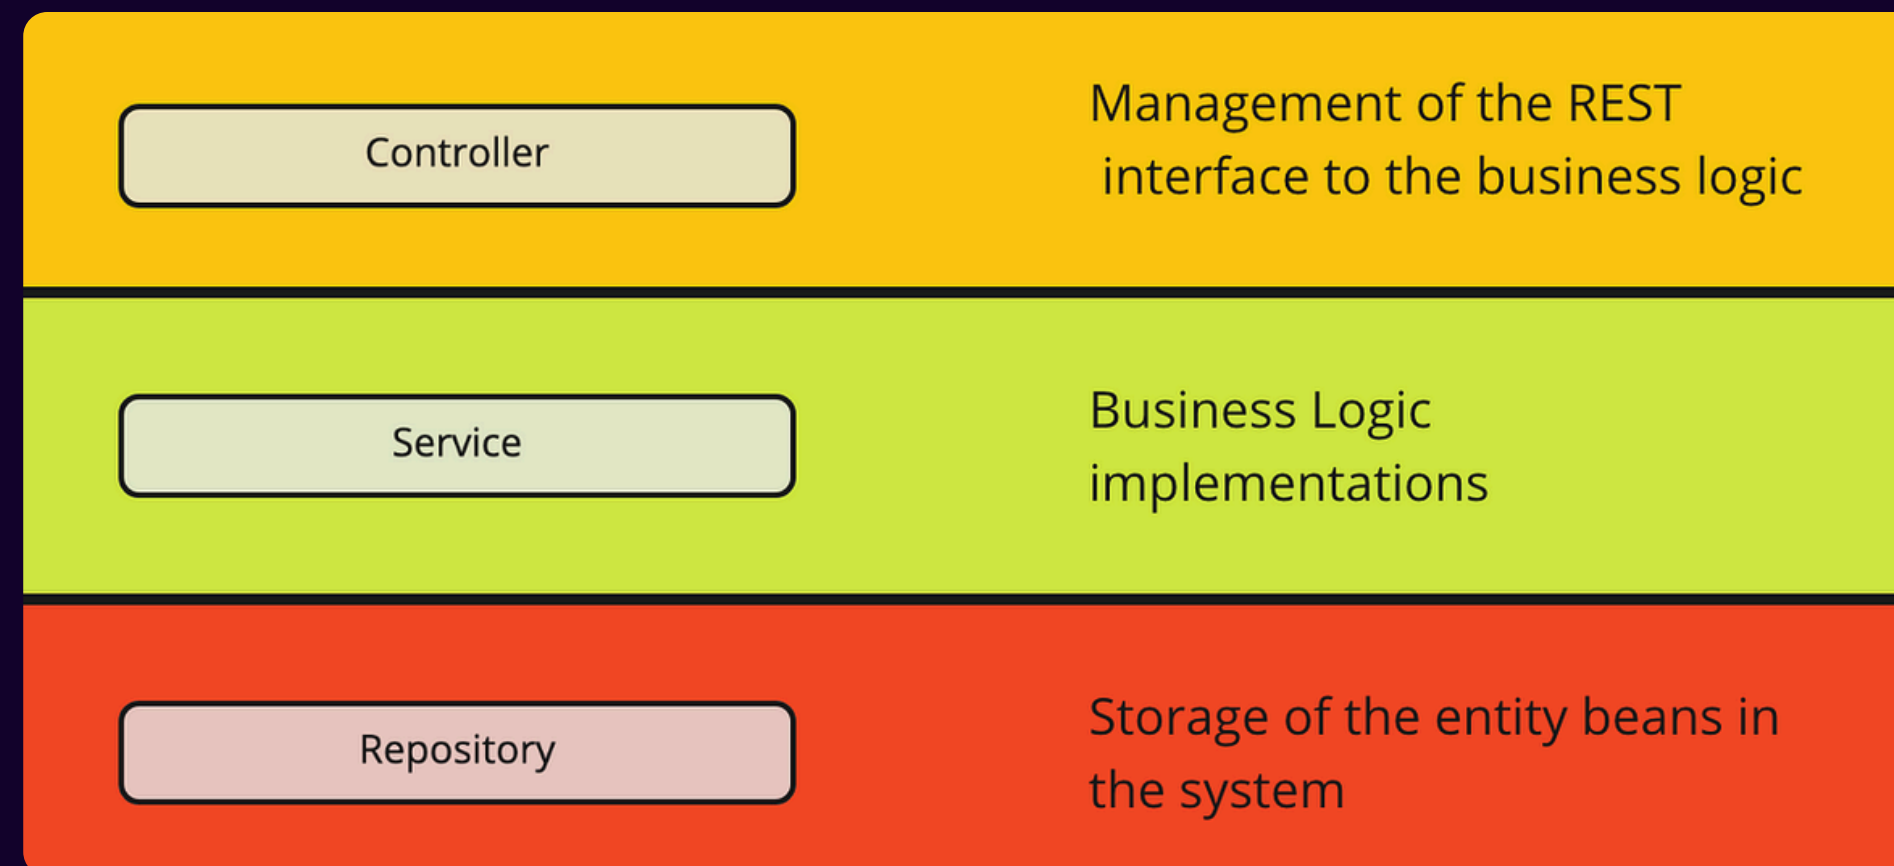 Controller
Management of the REST
interface to the business logic
Service
Business Logic
implementations
Repository
Storage of the entity beans in
the system